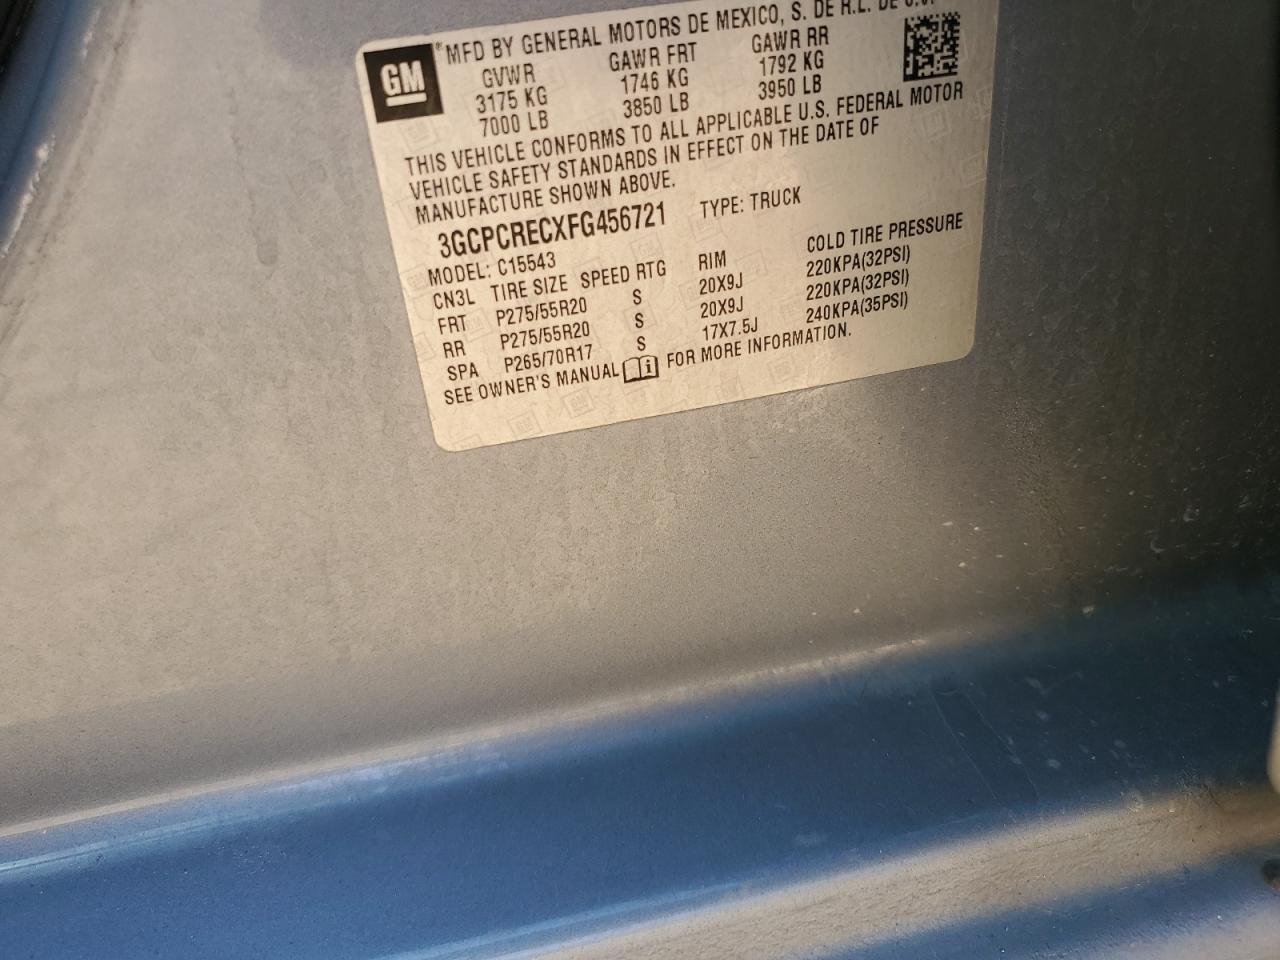 GM
® MFD BY GENERAL MOTORS DE MEXICO, S. DE R.L. DE C.V.
GVWR GAWR FRT GAWR RR
3175 KG 1746 KG 1792 KG
7000 LB 3850 LB 3950 LB
THIS VEHICLE CONFORMS TO ALL APPLICABLE U.S. FEDERAL MOTOR
VEHICLE SAFETY STANDARDS IN EFFECT ON THE DATE OF
MANUFACTURE SHOWN ABOVE.
3GCPCRECXFG456721 TYPE: TRUCK
MODEL: C15543
CN3L TIRE SIZE SPEED RTG RIM COLD TIRE PRESSURE
FRT P275/55R20 S 20X9J 220KPA(32PSI)
RR P275/55R20 S 20X9J 220KPA(32PSI)
SPA P265/70R17 S 17X7.5J 240KPA(35PSI)
SEE OWNER'S MANUAL i FOR MORE INFORMATION.